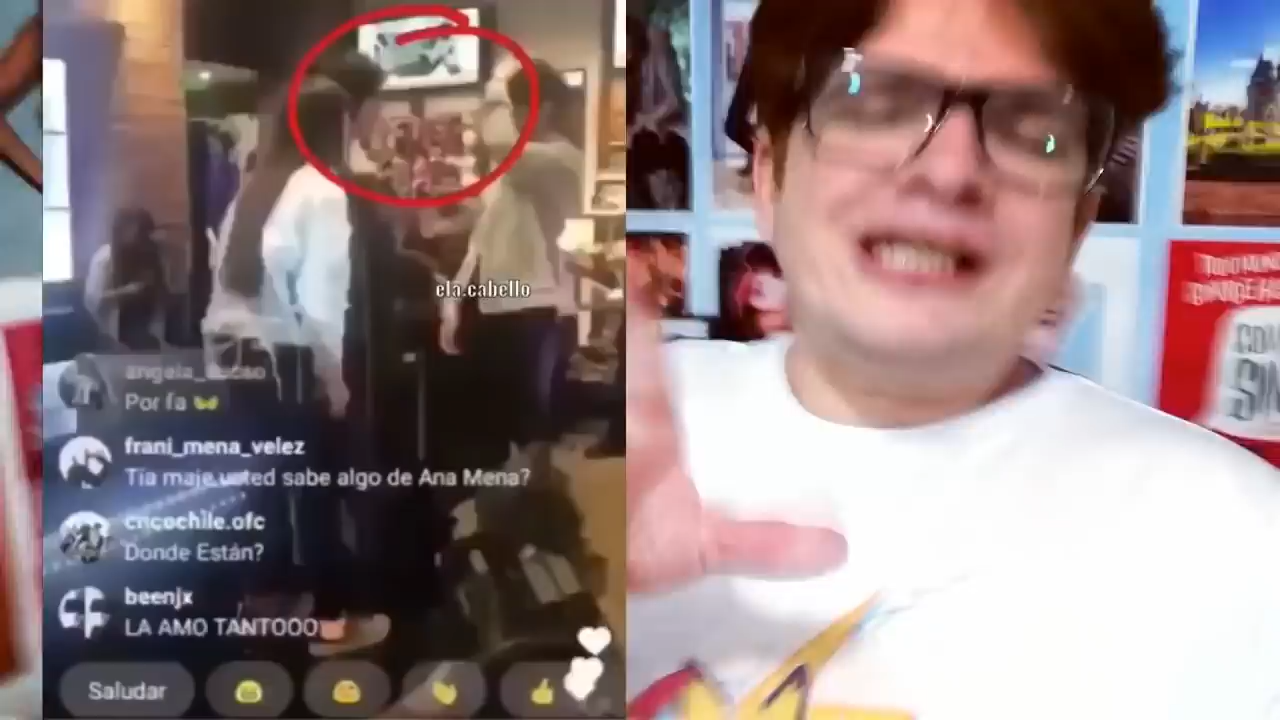 ela.cabello
Por fa
frani_mena_velez
Tía maje usted sabe algo de Ana Mena?
cncochile.ofc
Donde Están?
beenjx
LA AMO TANTOOO
Saludar